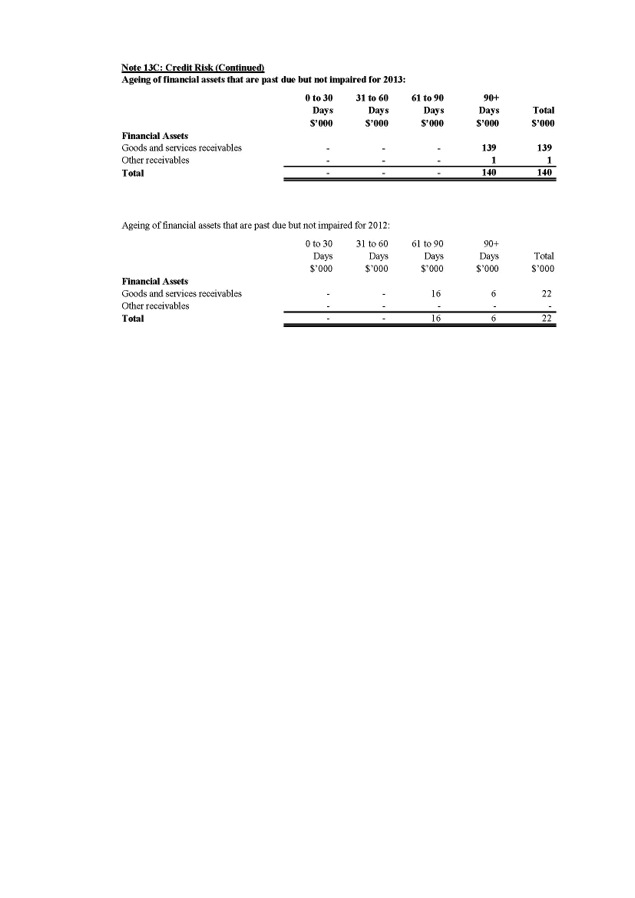 Note 13C: Credit Risk (Continued)
Ageing of financial assets that are past due but not impaired for 2013:
0 to 30 31 to 60 61 to 90 90+
Days Days Days Days Total
$’000 $’000 $’000 $’000 $’000
Financial Assets
Goods and services receivables - - - 139 139
Other receivables - - - 1 1
Total - - - 140 140
Ageing of financial assets that are past due but not impaired for 2012:
0 to 30 31 to 60 61 to 90 90+
Days Days Days Days Total
$’000 $’000 $’000 $’000 $’000
Financial Assets
Goods and services receivables - - 16 6 22
Other receivables - - - - -
Total - - 16 6 22